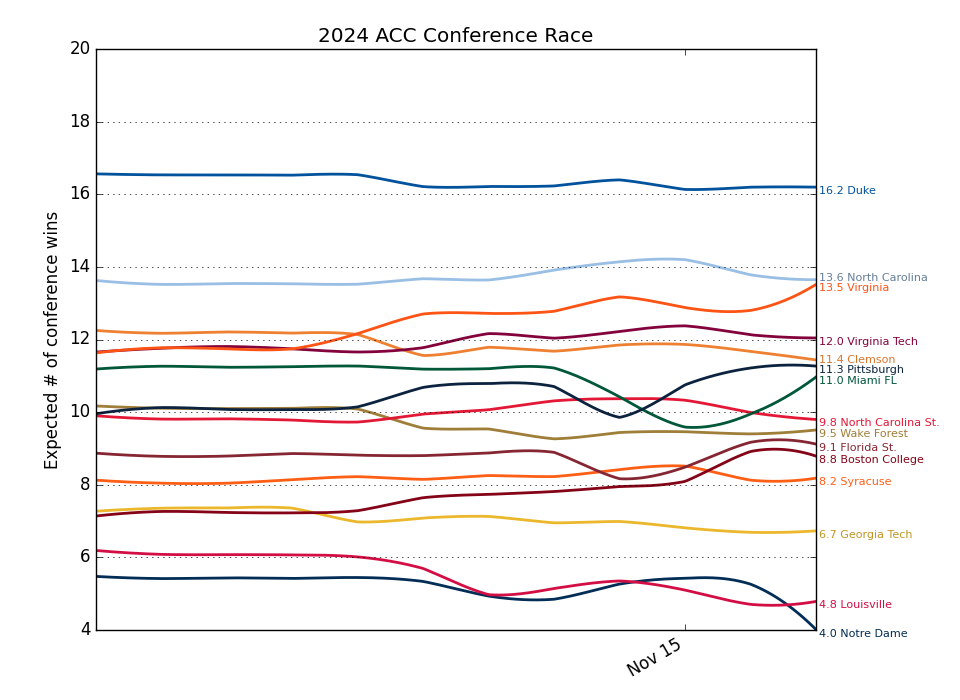 2024 ACC Conference Race
Expected # of conference wins
20
18
16
14
12
10
8
6
4
Nov 15
16.2 Duke
13.6 North Carolina
13.5 Virginia
12.0 Virginia Tech
11.4 Clemson
11.3 Pittsburgh
11.0 Miami FL
9.8 North Carolina St.
9.5 Wake Forest
9.1 Florida St.
8.8 Boston College
8.2 Syracuse
6.7 Georgia Tech
4.8 Louisville
4.0 Notre Dame